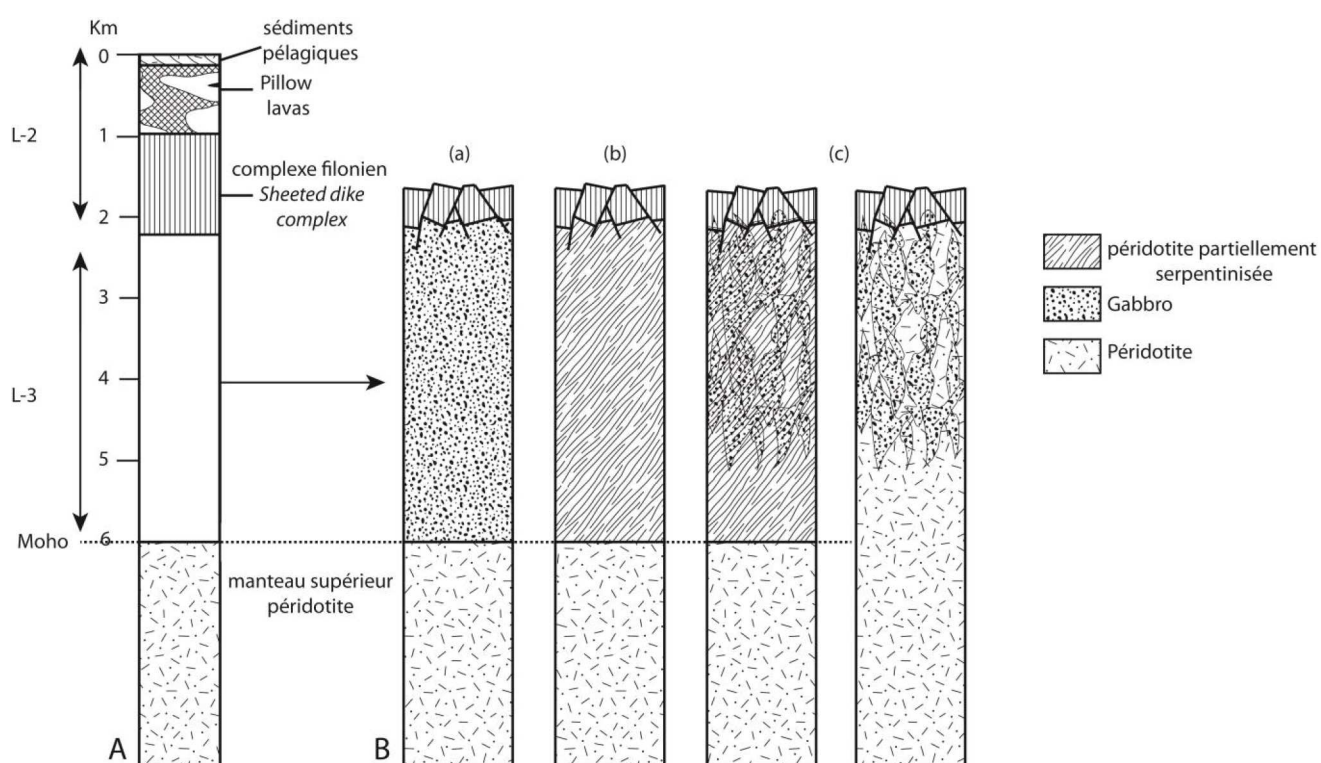 Km
sédiments
pélagiques
0
Pillow
lavas
L-2
1
(a)
(b)
(c)
complexe filonien
Sheeted dike
complex
2
péridotite partiellement
serpentinisée
3
Gabbro
Péridotite
4
L-3
5
Moho
6
manteau supérieur
péridotite
A
B